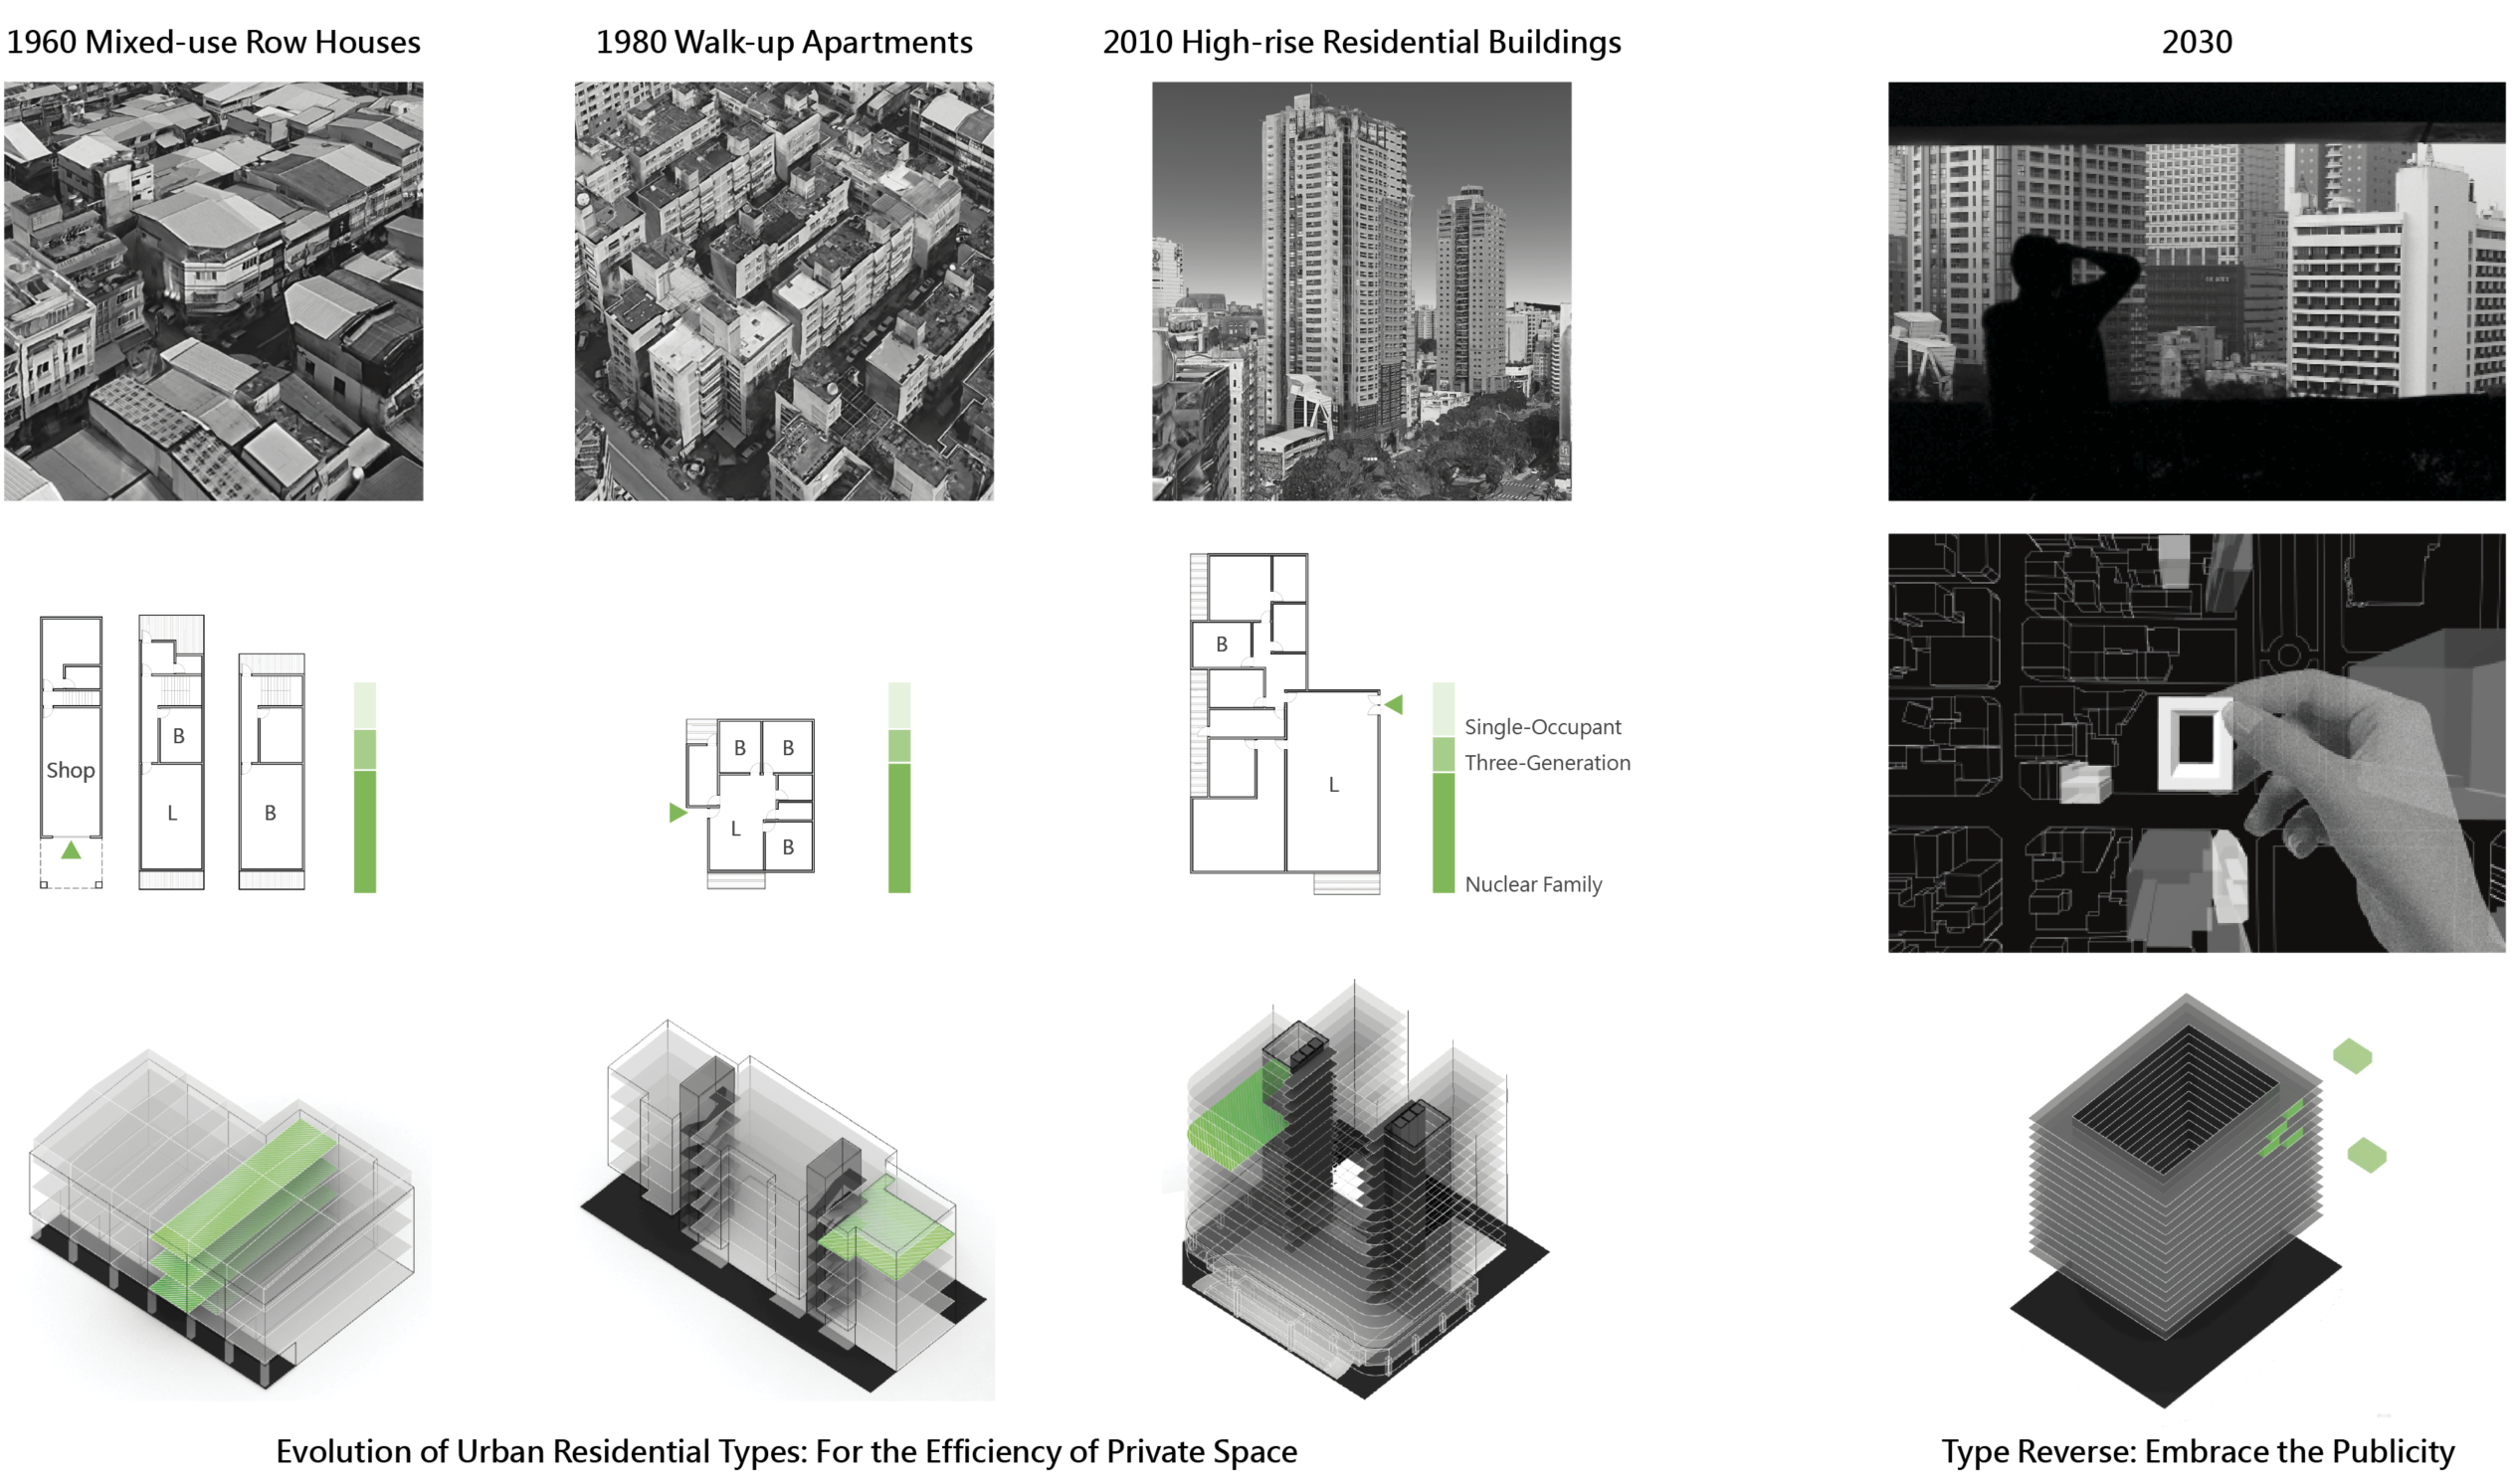 1960 Mixed-use Row Houses
1980 Walk-up Apartments
2010 High-rise Residential Buildings
2030
Shop
B
L
B
B
B
L
B
B
L
Single-Occupant
Three-Generation
Nuclear Family
Evolution of Urban Residential Types: For the Efficiency of Private Space
Type Reverse: Embrace the Publicity